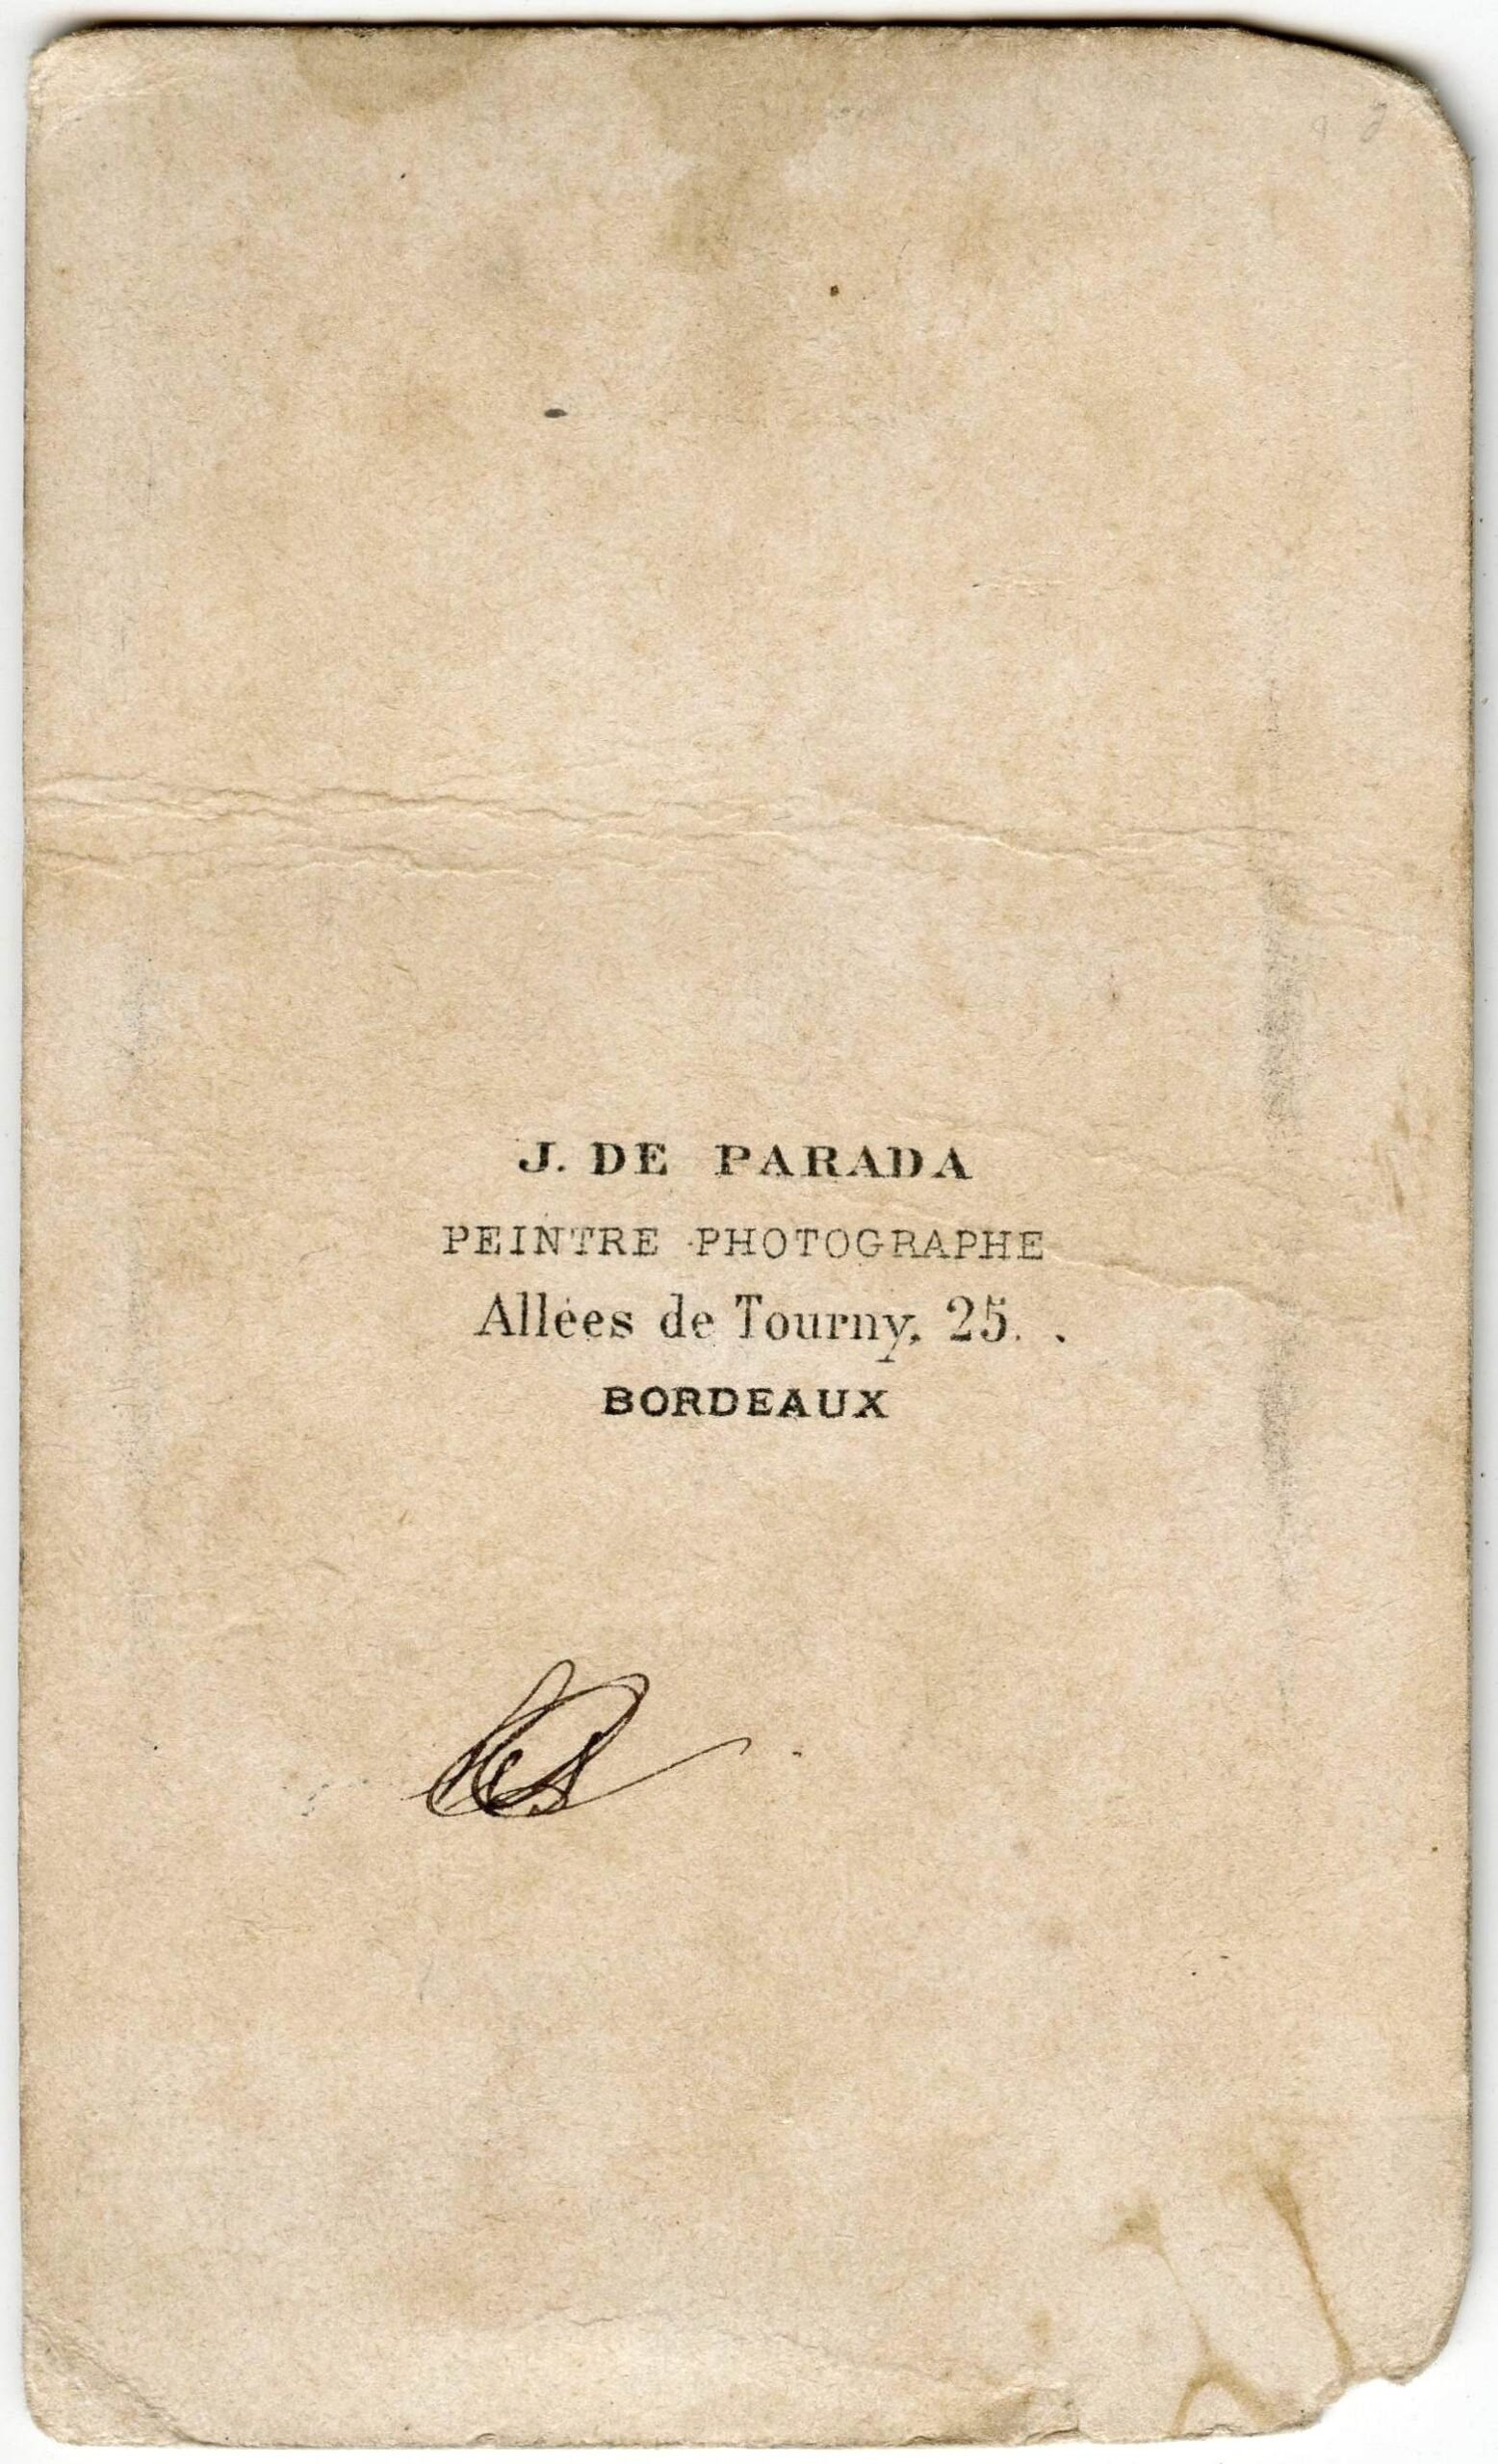 J. DE PARADA
PEINTRE PHOTOGRAPHE
Allées de Tourny, 25.
BORDEAUX